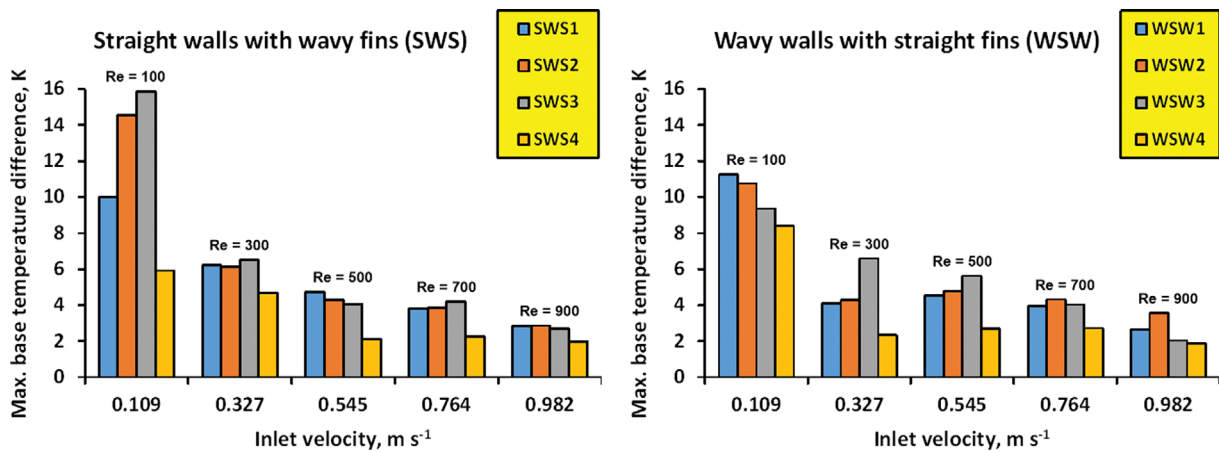 Straight walls with wavy fins (SWS)
SWS1
SWS2
SWS3
SWS4
Max. base temperature difference, K
16
14
12
10
8
6
4
2
0
Re = 100
Re = 300
Re = 500
Re = 700
Re = 900
0.109 0.327 0.545 0.764 0.982
Inlet velocity, m s⁻¹
Wavy walls with straight fins (WSW)
WSW1
WSW2
WSW3
WSW4
Max. base temperature difference, K
16
14
12
10
8
6
4
2
0
Re = 100
Re = 300
Re = 500
Re = 700
Re = 900
0.109 0.327 0.545 0.764 0.982
Inlet velocity, m s⁻¹